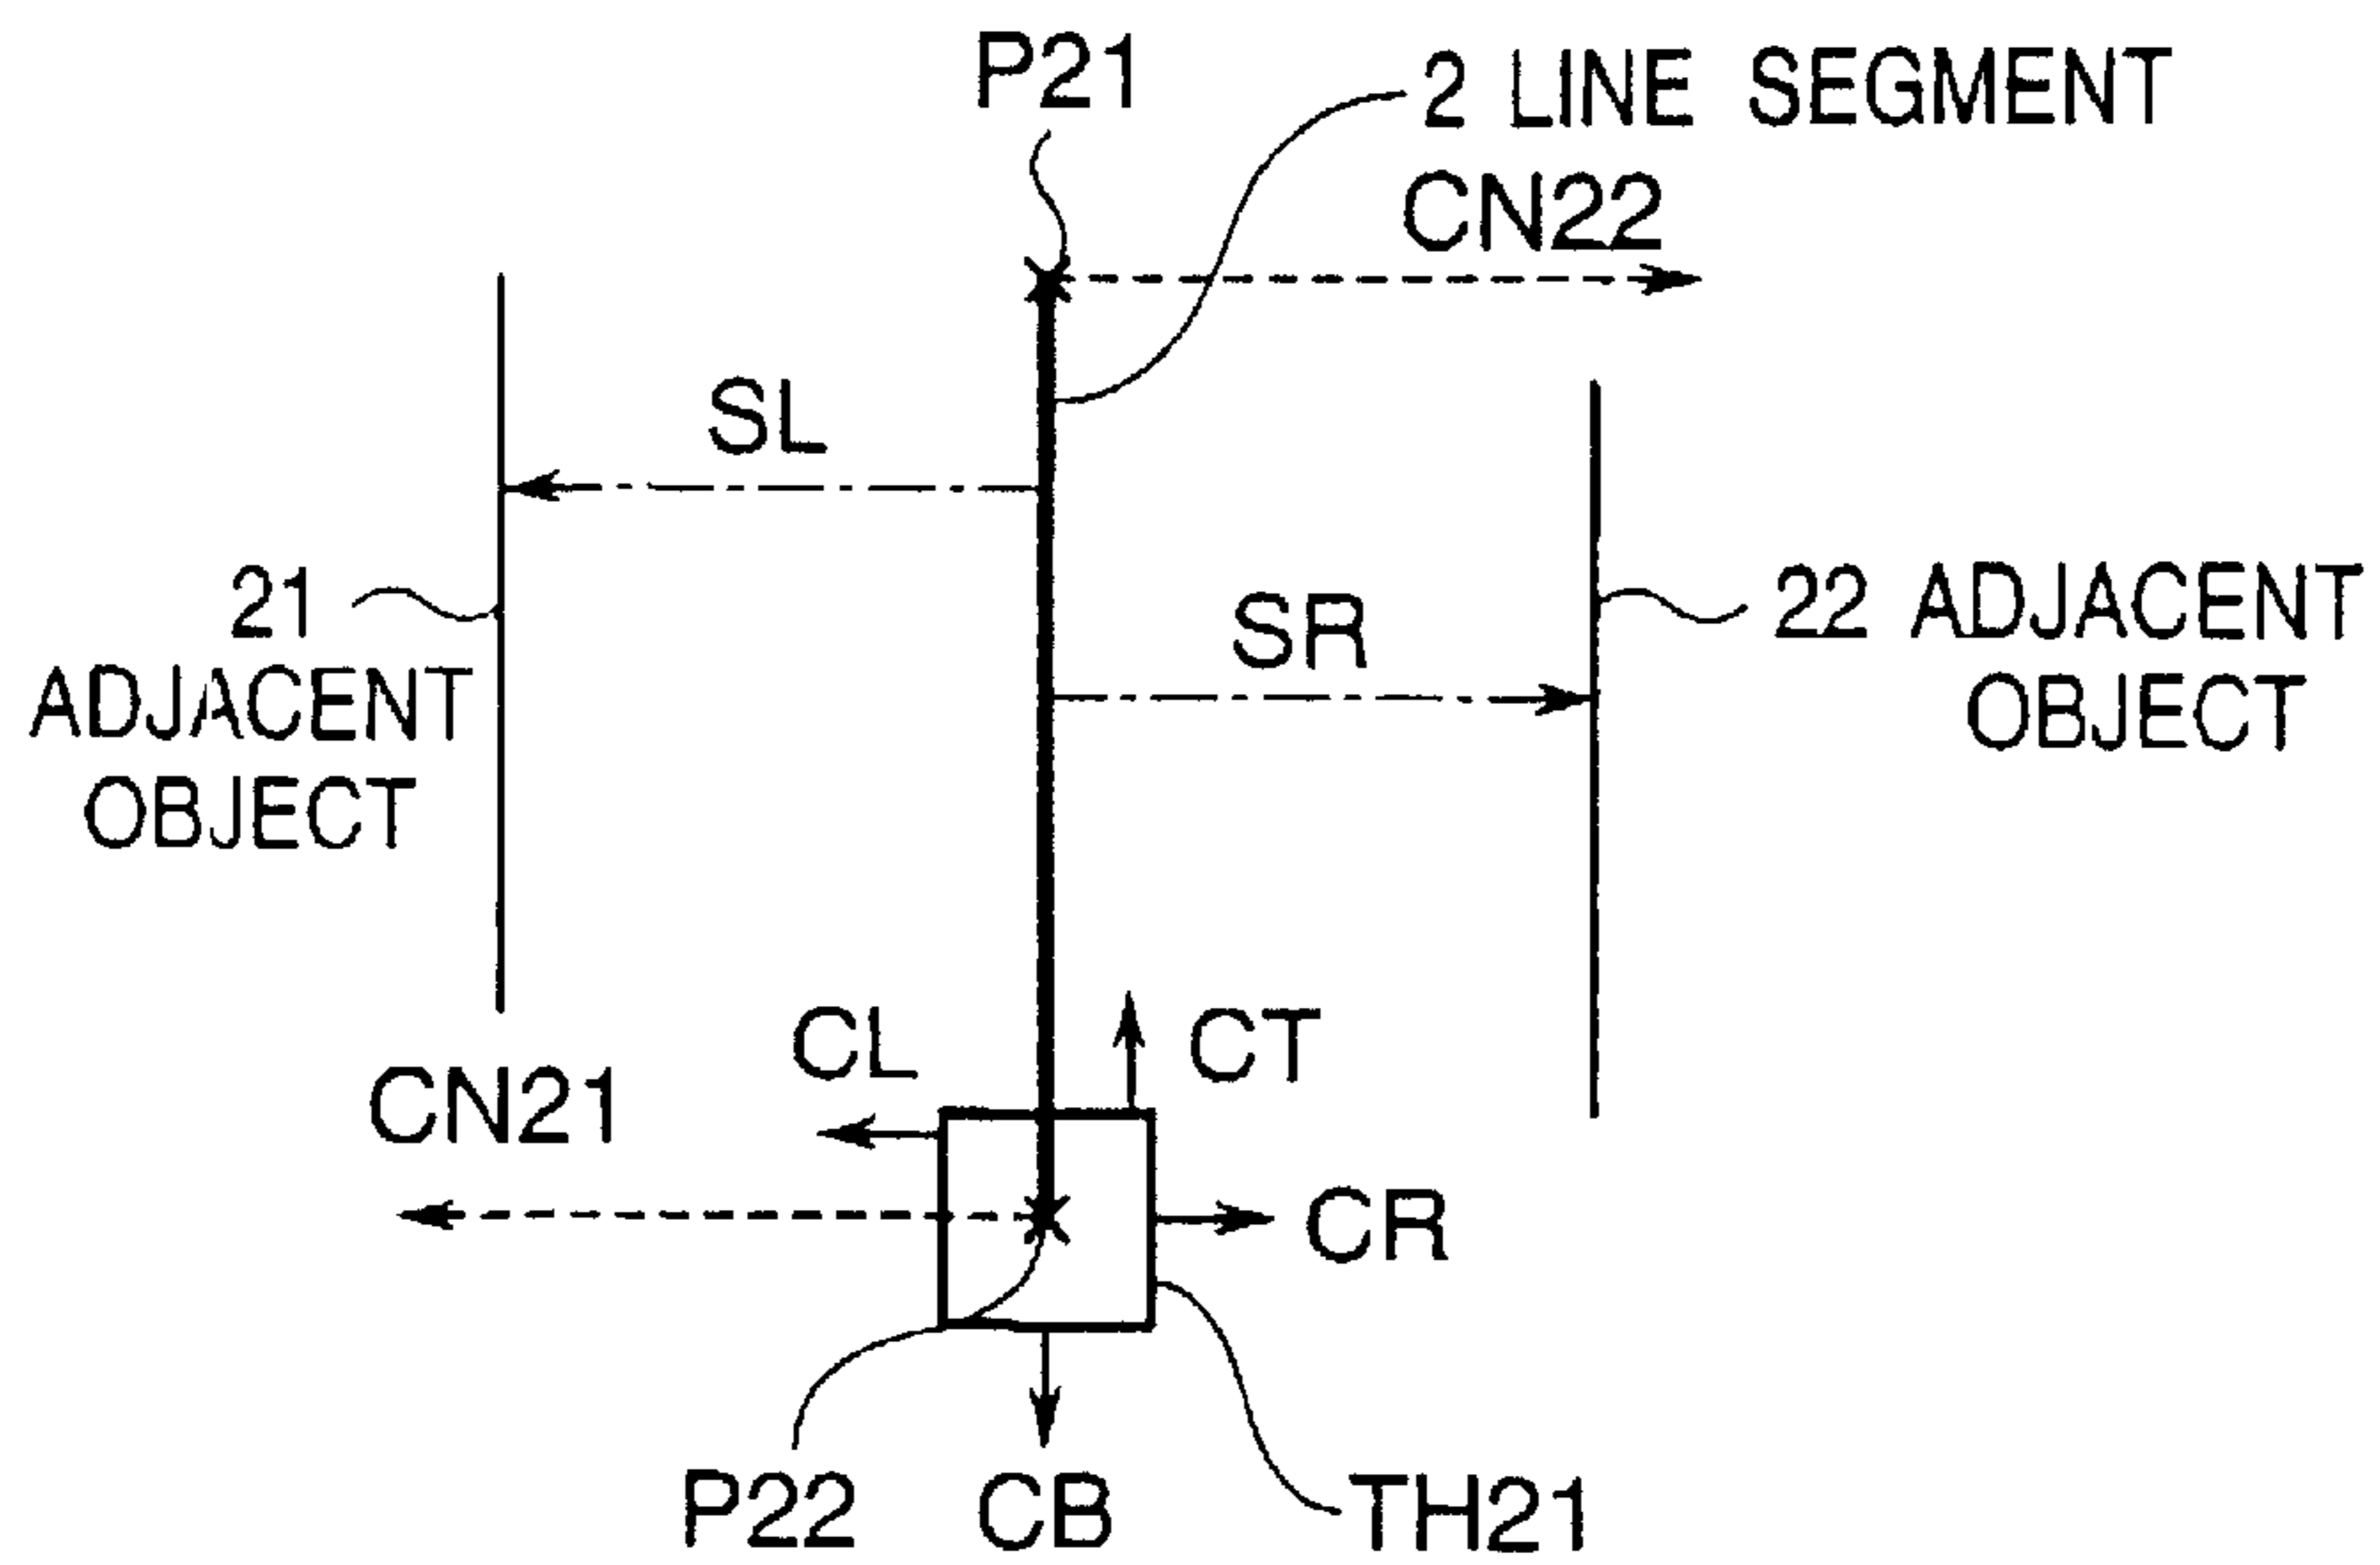 P21
2 LINE SEGMENT
CN22
SL
21
ADJACENT
OBJECT
SR
22 ADJACENT
OBJECT
CL
CT
CN21
CR
P22
CB
TH21